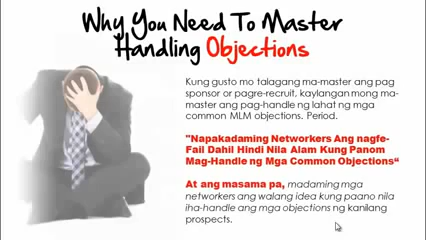 Why You Need To Master
Handling Objections
Kung gusto mo talagang ma-master ang pag
sponsor or pagre-recruit, kaylangan mong ma-
master ang pag-handle ng lahat ng mga
common MLM objections. Period.
"Napakadaming Networkers Ang nagfe-
Fail Dahil Hindi Nila Alam Kung Panom
Mag-Handle ng Mga Common Objections“
At ang masama pa, madaming mga
networkers ang walang idea kung paano nila
iha-handle ang mga objections ng kanilang
prospects.